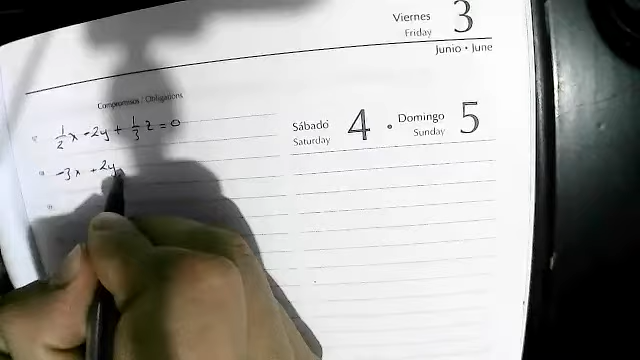 Viernes 3
Friday
Junio • June
Compromisos / Obligations
1/2 x - 2y + 1/3 z = 0
-3x + 2y
Sábado 4 • Domingo 5
Saturday Sunday